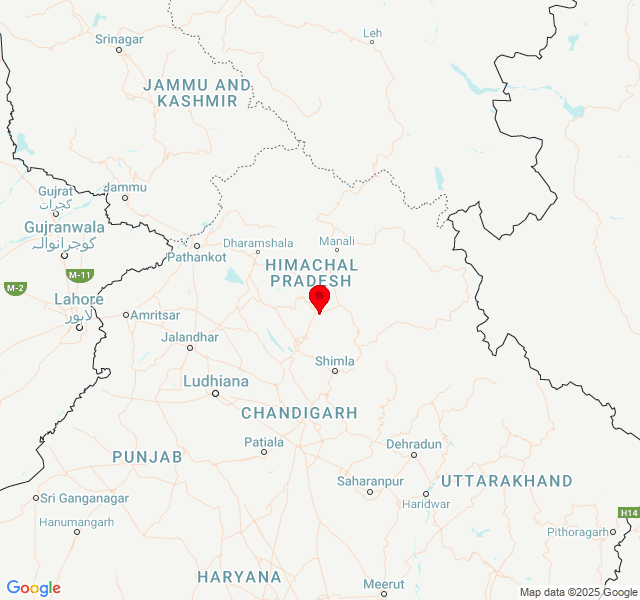 Leh
Srinagar
JAMMU AND
KASHMIR
Gujrat
گجرات
Jammu
Gujranwala
گوجرانوالہ
Dharamshala
Manali
Pathankot
HIMACHAL
PRADESH
M-11
M-2
Lahore
لاہور
Amritsar
Jalandhar
Shimla
Ludhiana
CHANDIGARH
Patiala
Dehradun
PUNJAB
Saharanpur
UTTARAKHAND
Sri Ganganagar
Haridwar
H14
Hanumangarh
Pithoragarh
HARYANA
Meerut
Google
Map data ©2025 Google